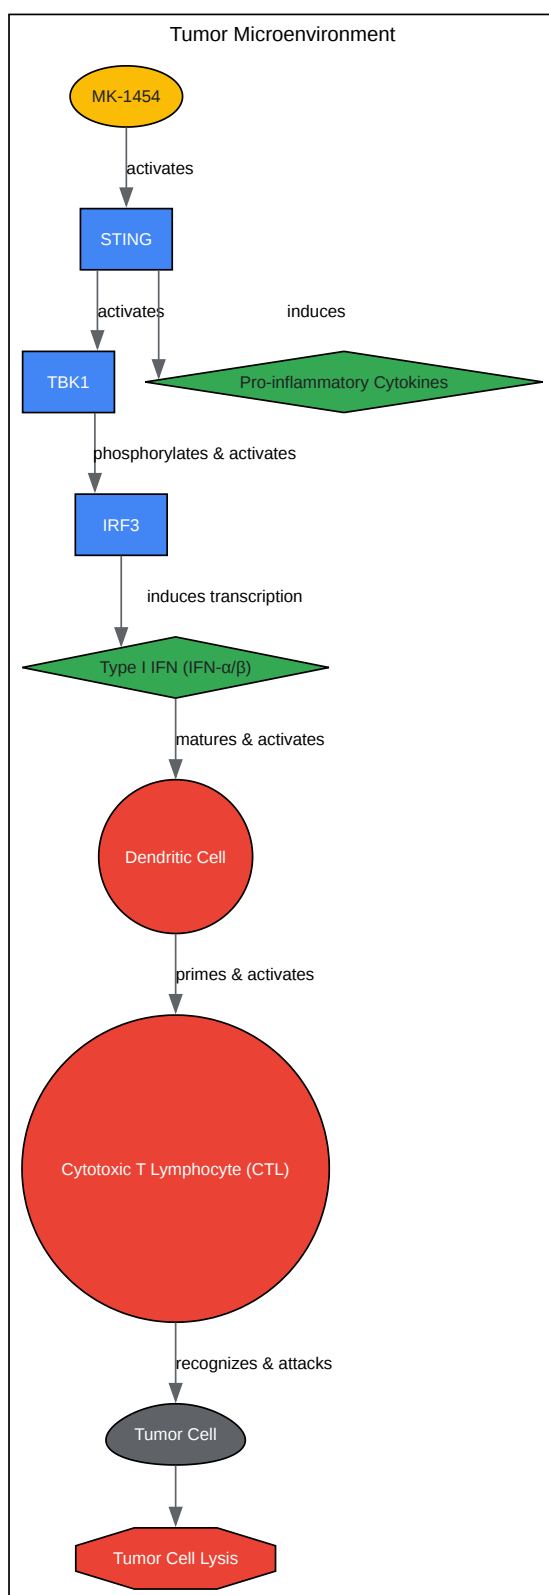 Tumor Microenvironment
MK-1454
activates
STING
activates
induces
TBK1
Pro-inflammatory Cytokines
phosphorylates & activates
IRF3
induces transcription
Type I IFN (IFN-α/β)
matures & activates
Dendritic Cell
primes & activates
Cytotoxic T Lymphocyte (CTL)
recognizes & attacks
Tumor Cell
Tumor Cell Lysis